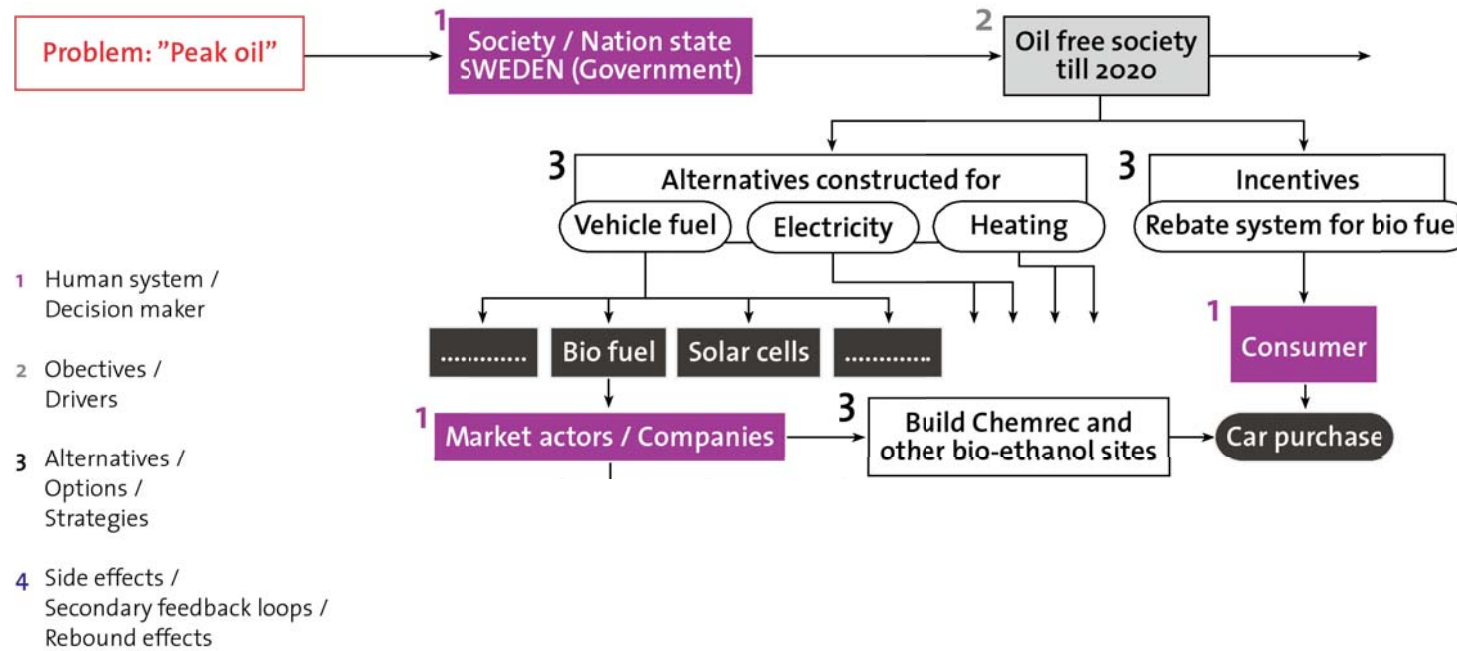 Problem: ”Peak oil”
1
Society / Nation state
SWEDEN (Government)
2
Oil free society
till 2020
3
Alternatives constructed for
Vehicle fuel
Electricity
Heating
3
Incentives
Rebate system for bio fuel
.............
Bio fuel
Solar cells
.............
1
Consumer
1
Market actors / Companies
3
Build Chemrec and
other bio-ethanol sites
Car purchase
1 Human system /
Decision maker
2 Obectives /
Drivers
3 Alternatives /
Options /
Strategies
4 Side effects /
Secondary feedback loops /
Rebound effects